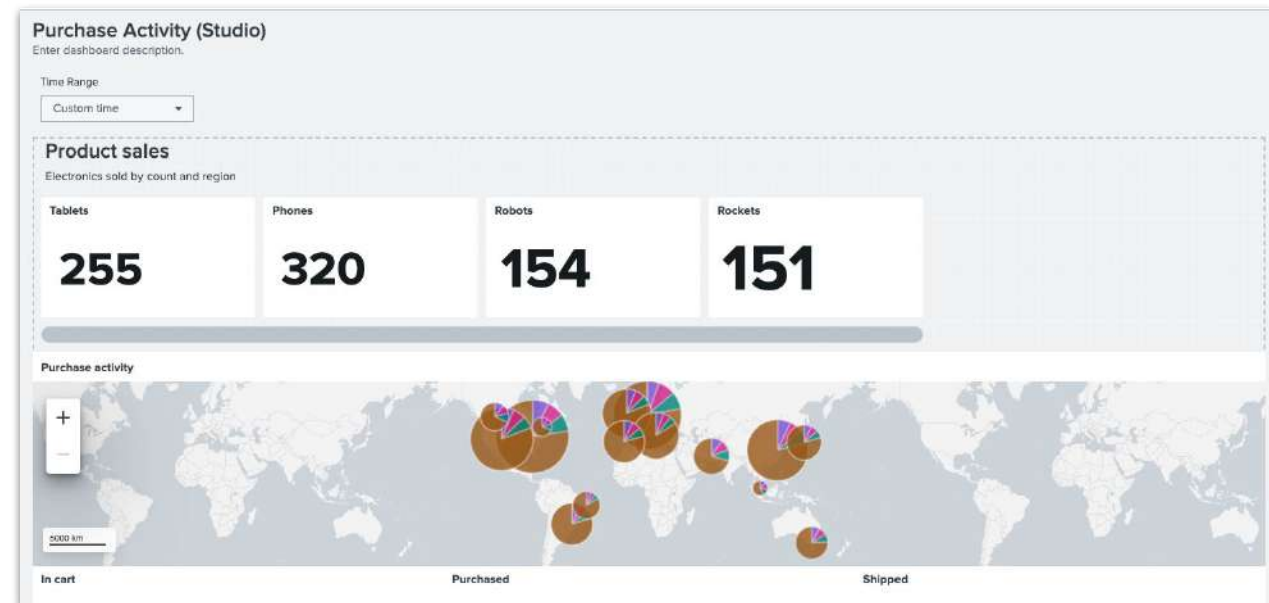 Purchase Activity (Studio)
Enter dashboard description.
Time Range
Custom time
Product sales
Electronics sold by count and region
Tablets Phones Robots Rockets
255 320 154 151
Purchase activity
+
−
5000 km
In cart Purchased Shipped